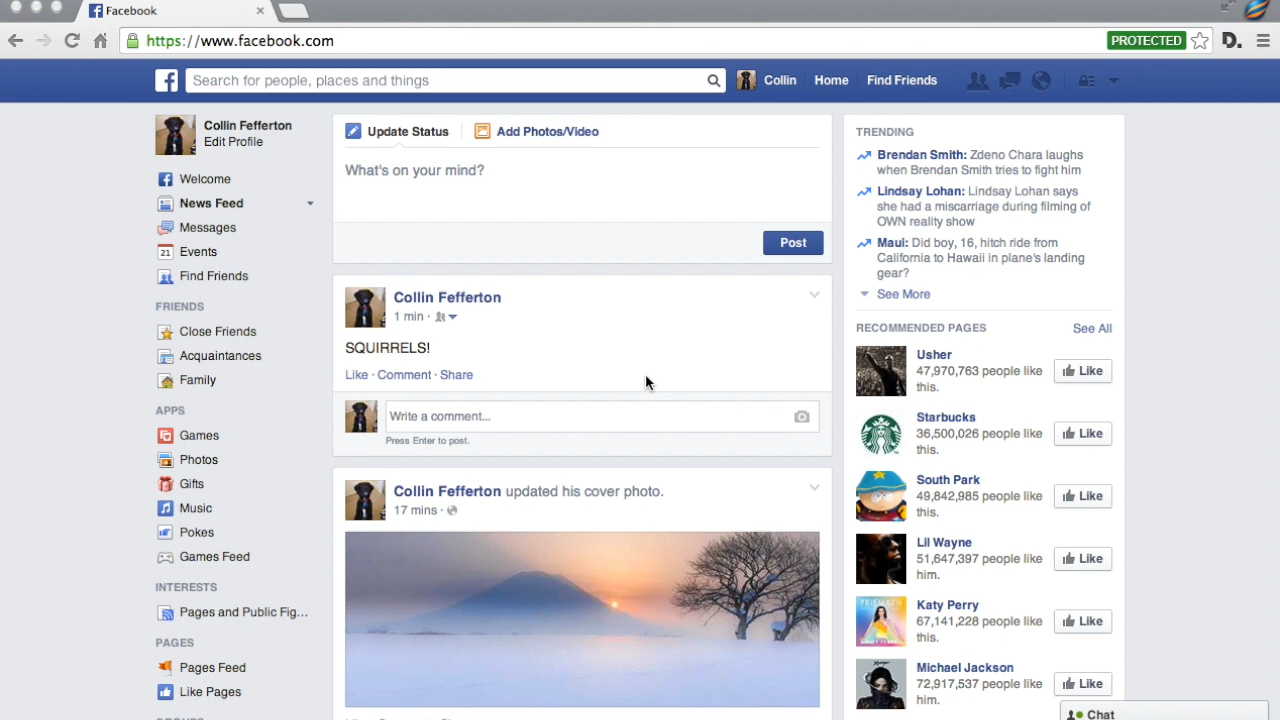 Facebook
https://www.facebook.com
PROTECTED
D.
Search for people, places and things
Collin
Home
Find Friends
Collin Fefferton
Edit Profile
Welcome
News Feed
Messages
21
Events
Find Friends
FRIENDS
Close Friends
Acquaintances
Family
APPS
Games
Photos
Gifts
Music
Pokes
Games Feed
INTERESTS
Pages and Public Fig...
PAGES
Pages Feed
Like Pages
Update Status
Add Photos/Video
What's on your mind?
Post
Collin Fefferton
1 min ·
SQUIRRELS!
Like · Comment · Share
Write a comment...
Press Enter to post.
Collin Fefferton updated his cover photo.
17 mins ·
TRENDING
Brendan Smith: Zdeno Chara laughs
when Brendan Smith tries to fight him
Lindsay Lohan: Lindsay Lohan says
she had a miscarriage during filming of
OWN reality show
Maui: Did boy, 16, hitch ride from
California to Hawaii in plane's landing
gear?
See More
RECOMMENDED PAGES
See All
Usher
47,970,763 people like
this.
Like
Starbucks
36,500,026 people like
this.
Like
South Park
49,842,985 people like
this.
Like
Lil Wayne
51,647,397 people like
him.
Like
PRISMATIC
Katy Perry
67,141,228 people like
this.
Like
Michael Jackson
72,917,537 people like
him.
Like
Chat